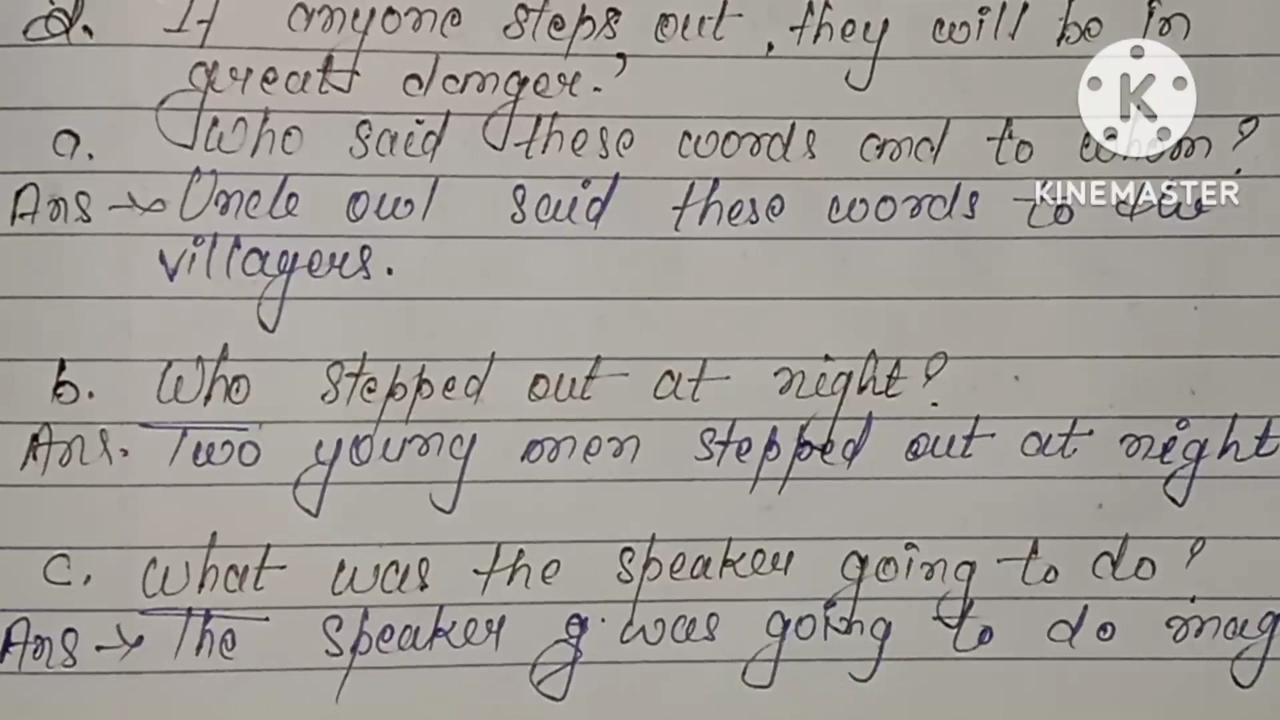 d. If anyone steps out, they will be in
great danger.'
a. Who said these words and to whom?
KINEMASTER
Ans → Uncle owl said these words to the
villagers.
b. Who stepped out at night?
Ans. Two young men stepped out at night
c. What was the speaker going to do?
Ans → The speaker g. was going to do mag